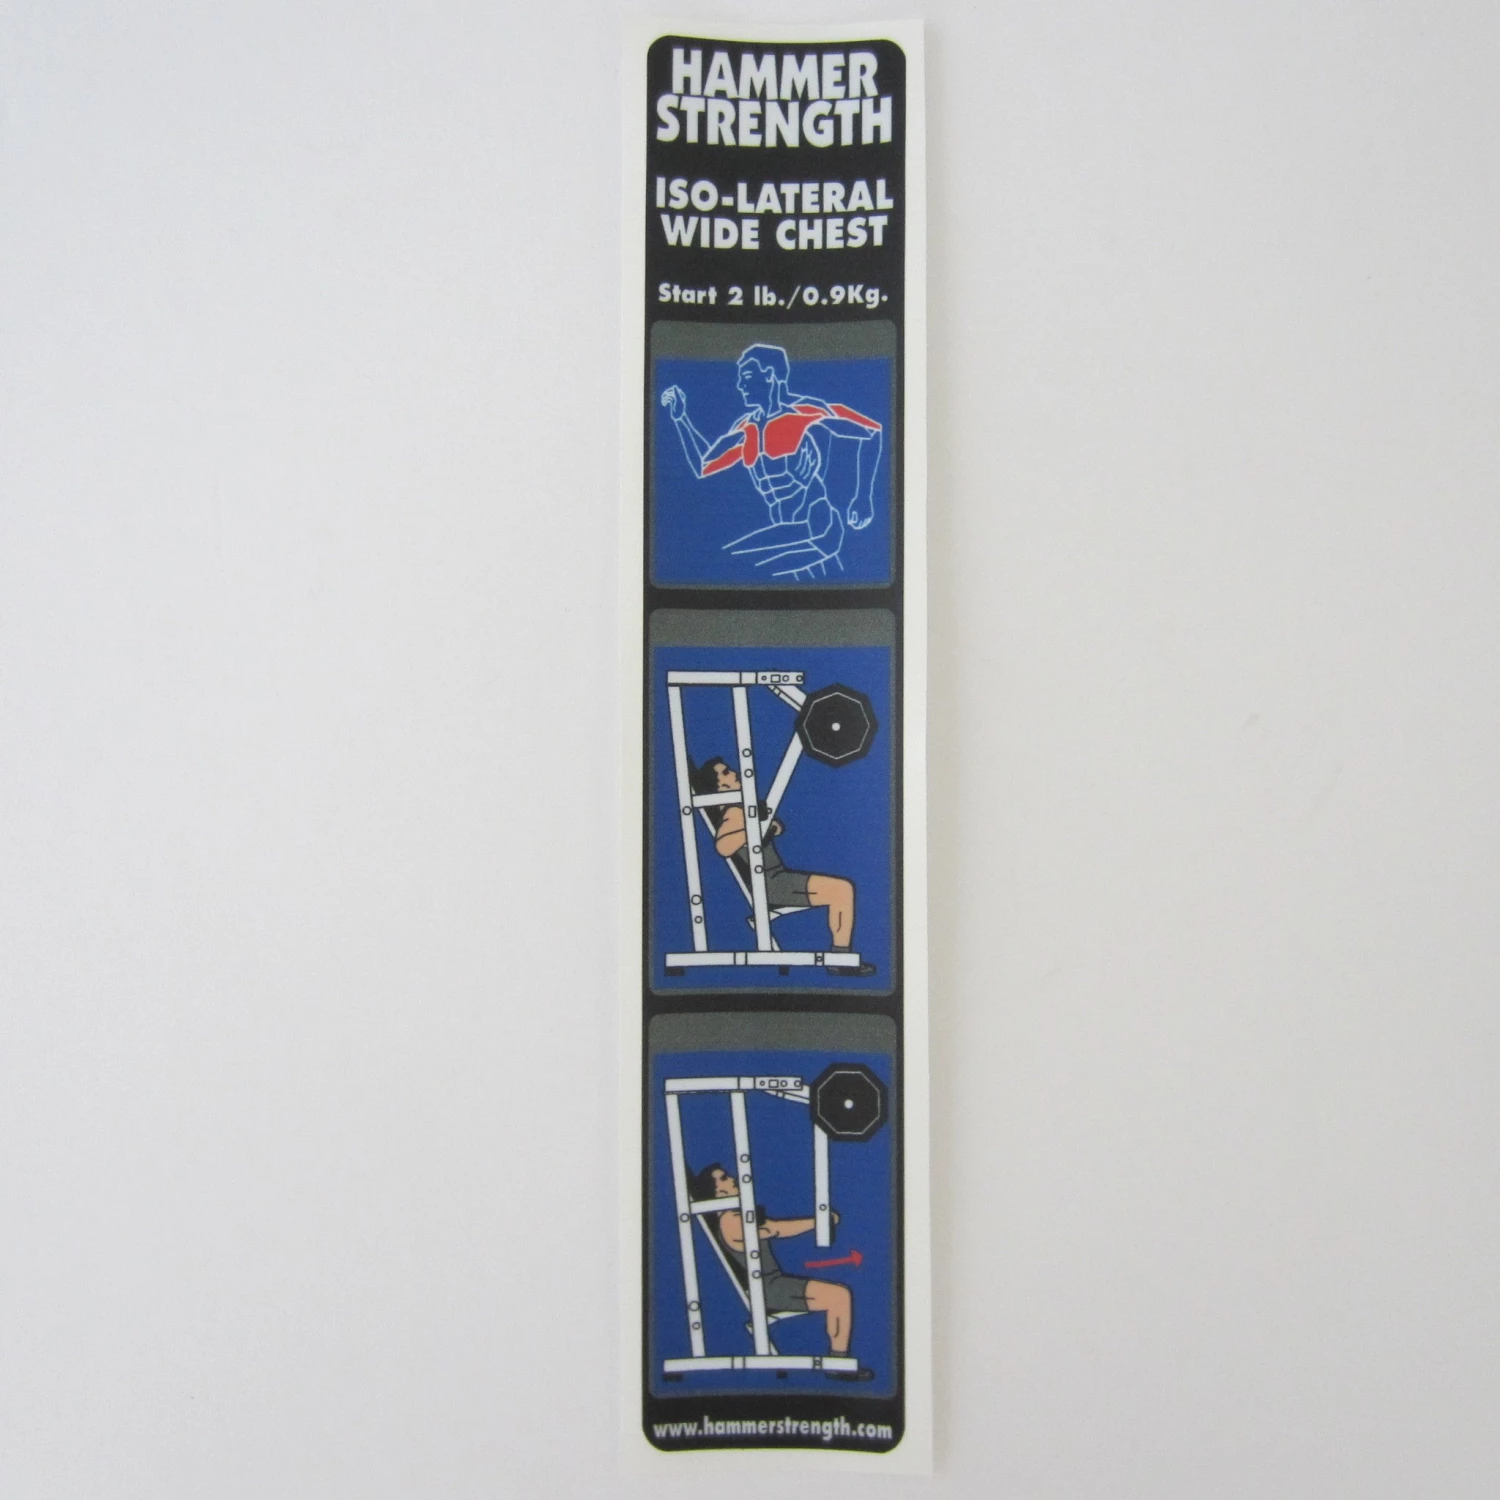 HAMMER
STRENGTH
ISO-LATERAL
WIDE CHEST
Start 2 lb./0.9Kg.
www.hammerstrength.com